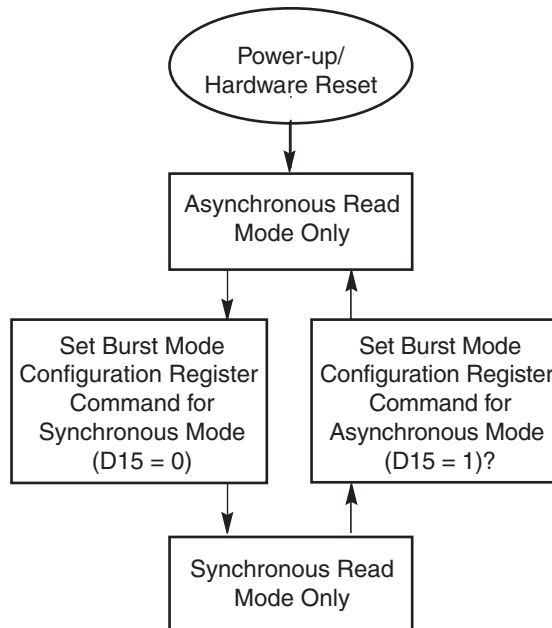 Power-up/
Hardware Reset
Asynchronous Read
Mode Only
Set Burst Mode
Configuration Register
Command for
Synchronous Mode
(D15 = 0)
Set Burst Mode
Configuration Register
Command for
Asynchronous Mode
(D15 = 1)?
Synchronous Read
Mode Only